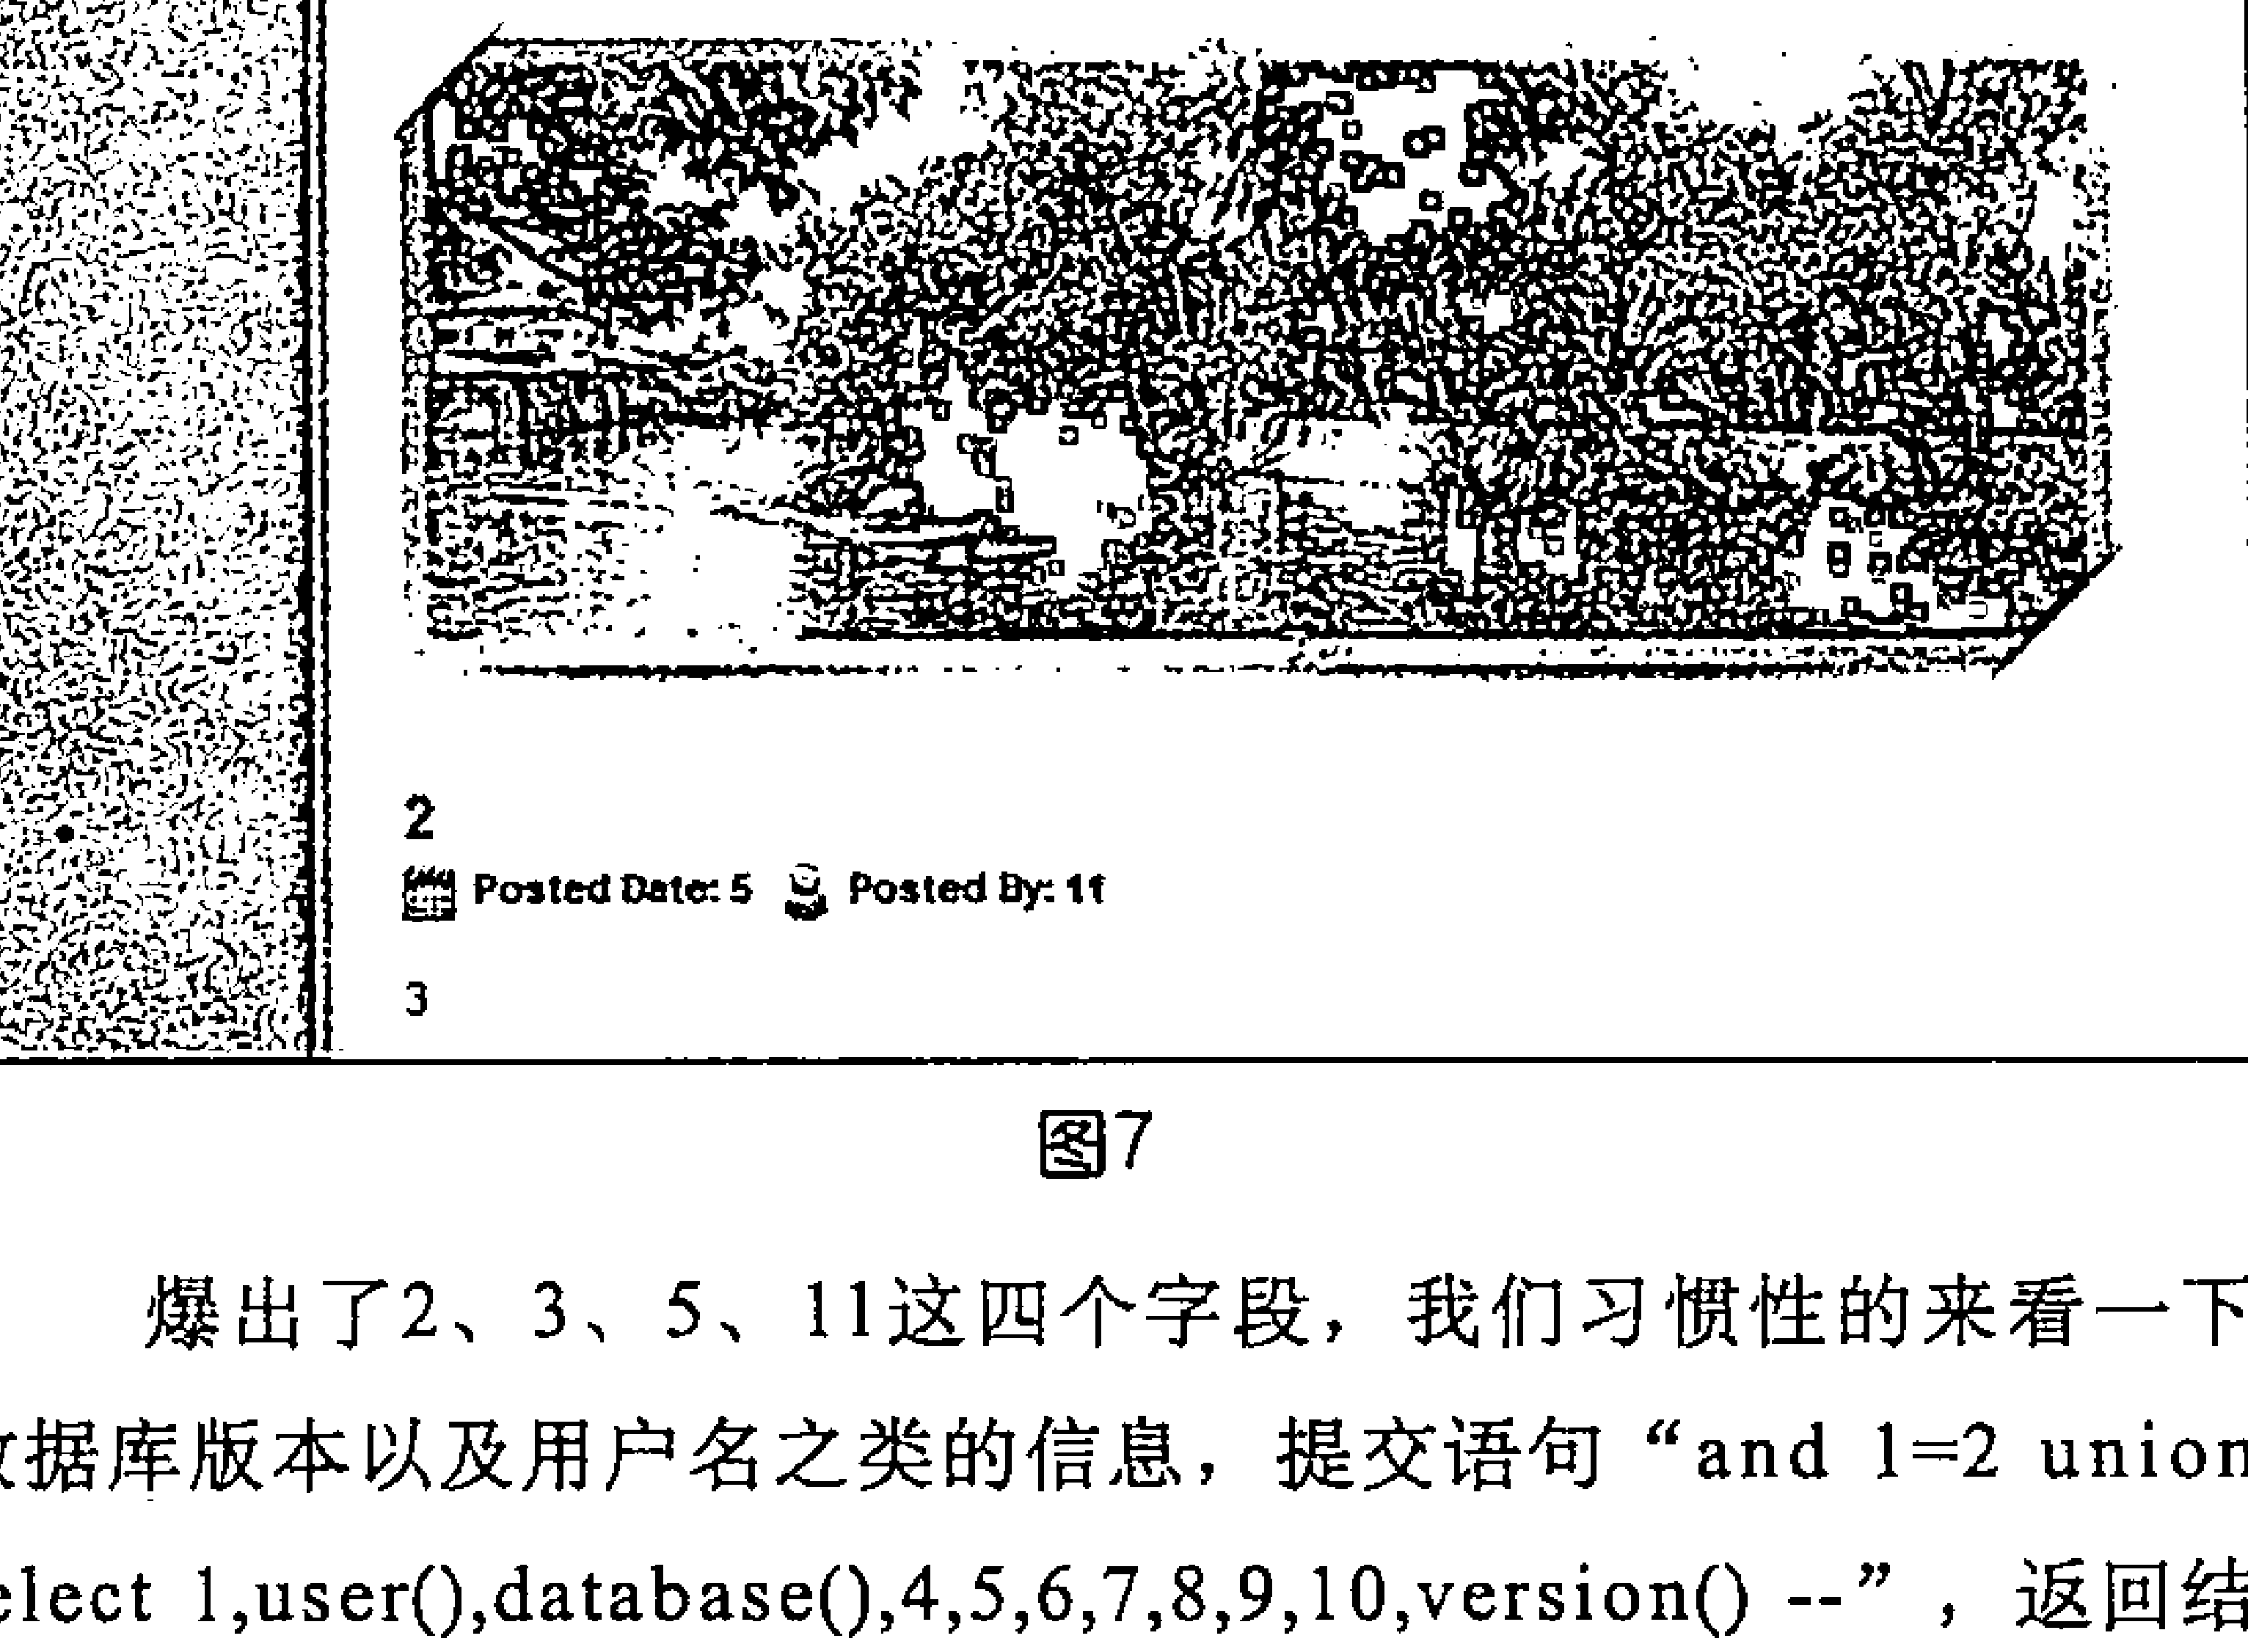 2
Posted Date: 5 Posted By: 11
3
图7
爆出了2、3、5、11这四个字段，我们习惯性的来看一下
据库版本以及用户名之类的信息，提交语句“and 1=2 union
elect 1,user(),database(),4,5,6,7,8,9,10,version() --”，返回结